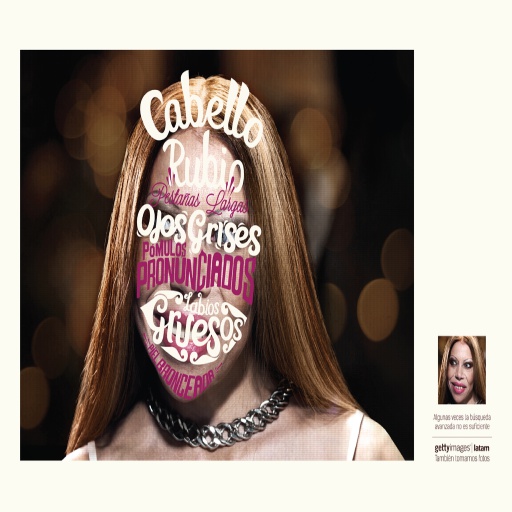 Cabello
Rubio
Pestañas Largas
Ojos Grises
PÓMULOS
PRONUNCIADOS
Labios
Gruesos
BRONCEADA
Algunas veces la búsqueda
avanzada no es suficiente
gettyimages® latam
También tomamos fotos